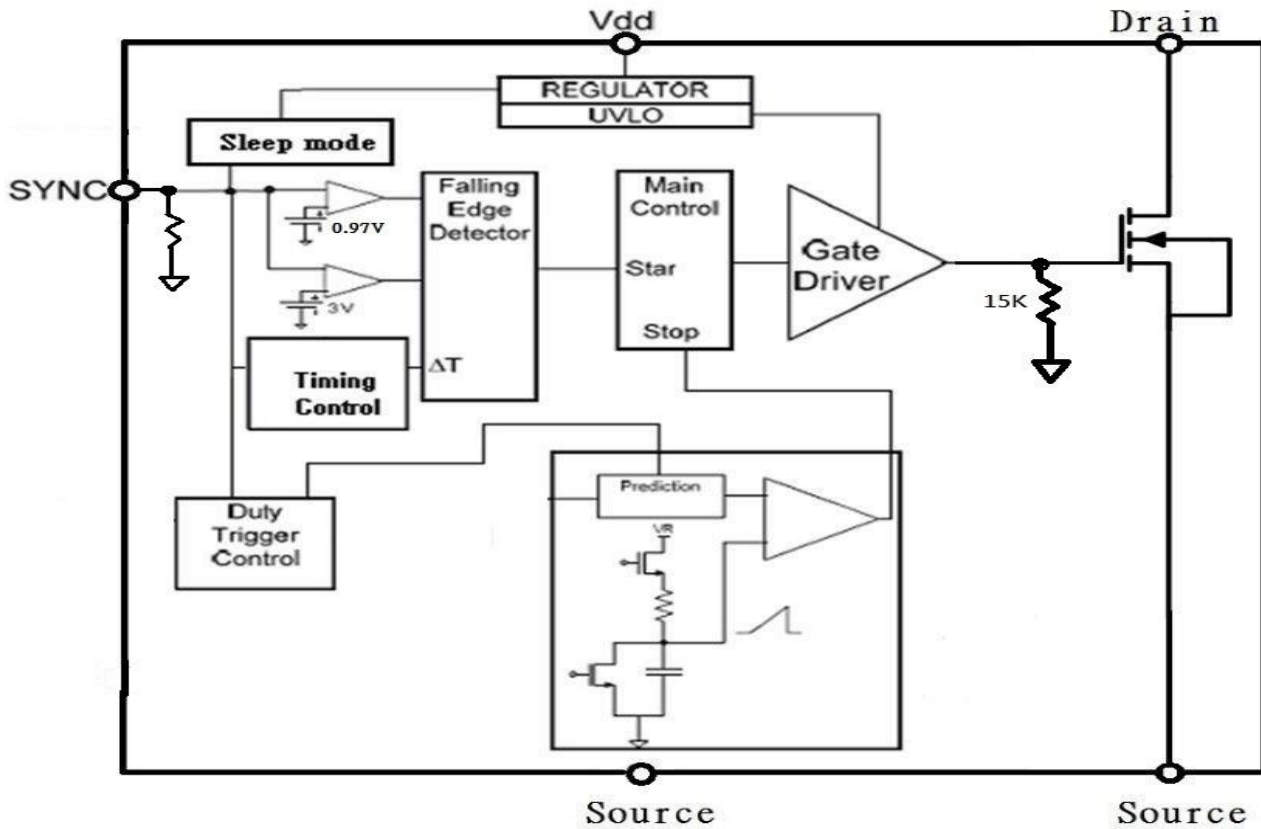 Vdd
Drain
REGULATOR
UVLO
Sleep mode
SYNC
0.97V
3V
Falling
Edge
Detector
ΔT
Timing
Control
Main
Control
Star
Stop
Gate
Driver
15K
Duty
Trigger
Control
Prediction
VR
Source
Source